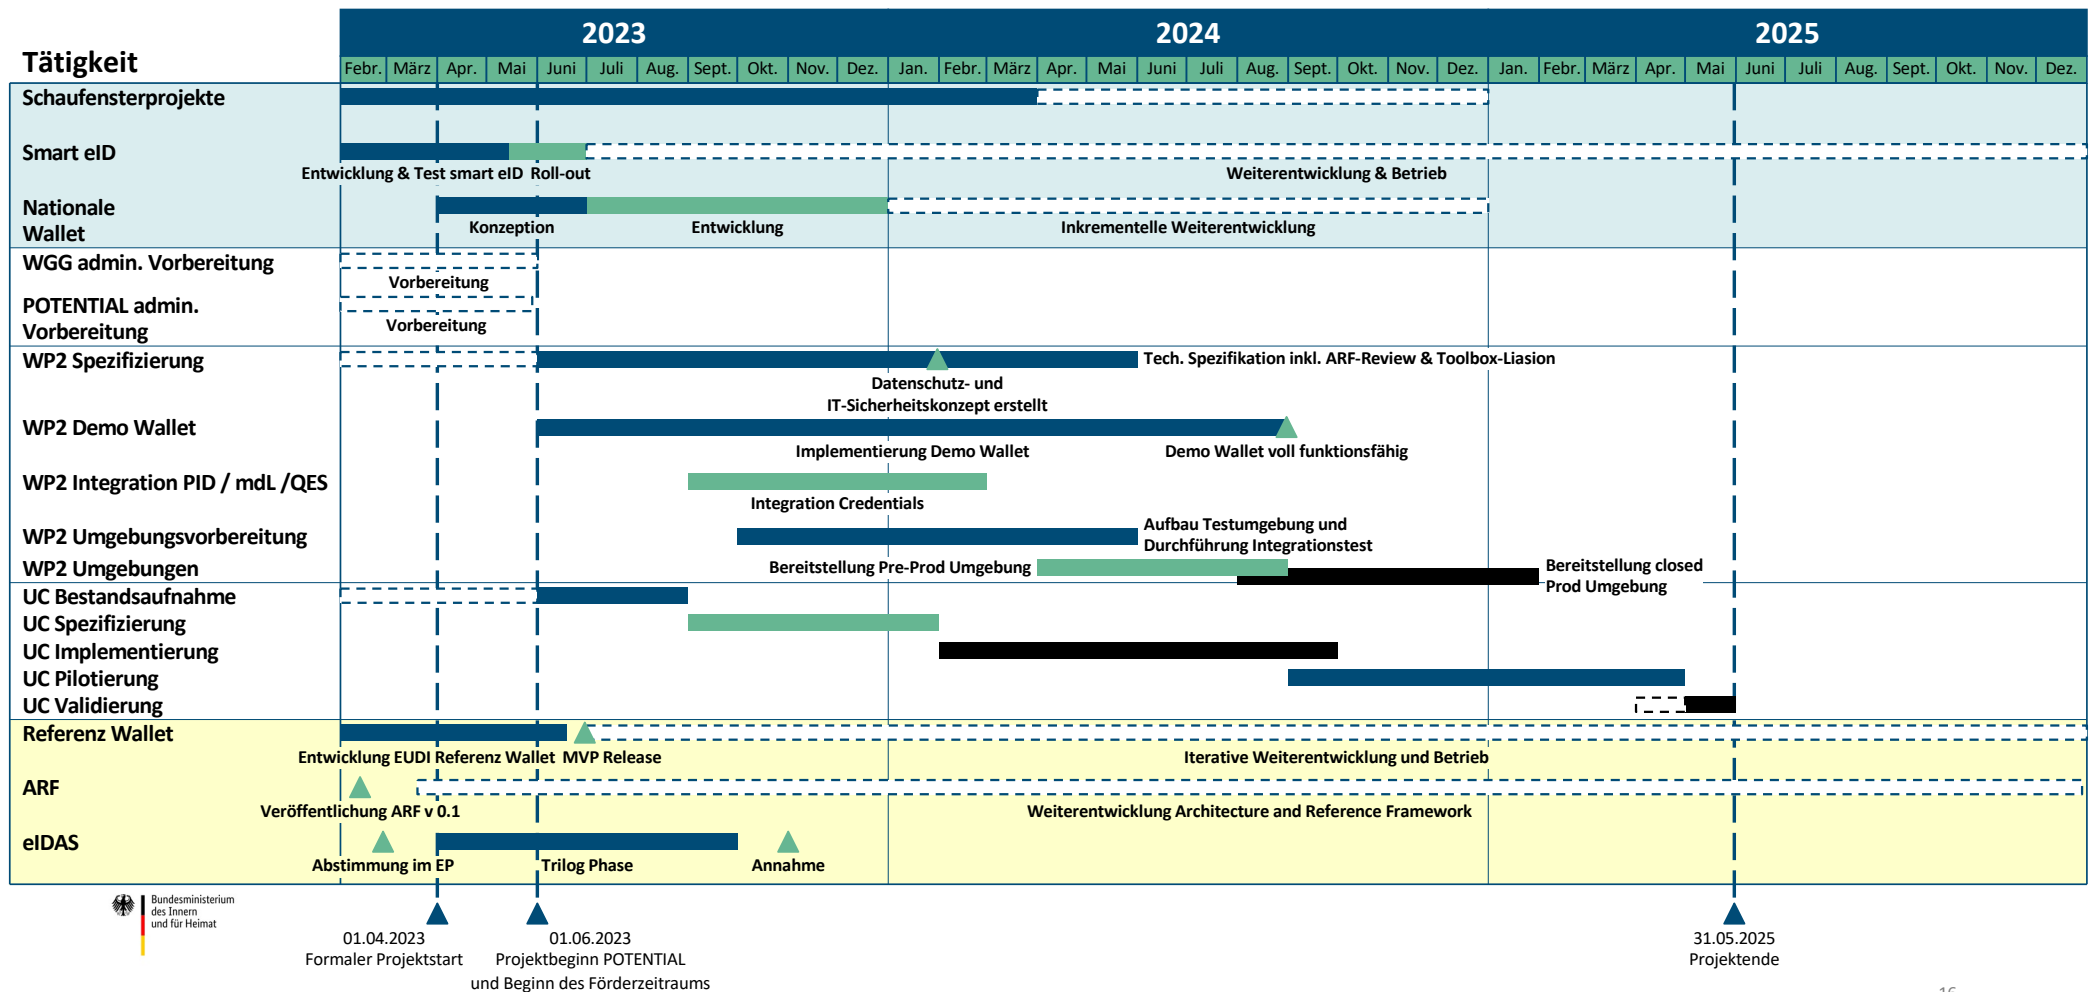 2023
2024
2025
Tätigkeit
Febr. März Apr. Mai Juni Juli Aug. Sept. Okt. Nov. Dez. Jan. Febr. März Apr. Mai Juni Juli Aug. Sept. Okt. Nov. Dez. Jan. Febr. März Apr. Mai Juni Juli Aug. Sept. Okt. Nov. Dez.
Schaufensterprojekte
Smart eID
Entwicklung & Test smart eID Roll-out
Weiterentwicklung & Betrieb
Nationale
Wallet
Konzeption
Entwicklung
Inkrementelle Weiterentwicklung
WGG admin. Vorbereitung
Vorbereitung
POTENTIAL admin.
Vorbereitung
Vorbereitung
WP2 Spezifizierung
Tech. Spezifikation inkl. ARF-Review & Toolbox-Liasion
Datenschutz- und
IT-Sicherheitskonzept erstellt
WP2 Demo Wallet
Implementierung Demo Wallet
Demo Wallet voll funktionsfähig
WP2 Integration PID / mdL /QES
Integration Credentials
WP2 Umgebungsvorbereitung
Aufbau Testumgebung und
Durchführung Integrationstest
WP2 Umgebungen
Bereitstellung Pre-Prod Umgebung
Bereitstellung closed
Prod Umgebung
UC Bestandsaufnahme
UC Spezifizierung
UC Implementierung
UC Pilotierung
UC Validierung
Referenz Wallet
Entwicklung EUDI Referenz Wallet MVP Release
Iterative Weiterentwicklung und Betrieb
ARF
Veröffentlichung ARF v 0.1
Weiterentwicklung Architecture and Reference Framework
eIDAS
Abstimmung im EP
Trilog Phase
Annahme
Bundesministerium
des Innern
und für Heimat
01.04.2023
Formaler Projektstart
01.06.2023
Projektbeginn POTENTIAL
und Beginn des Förderzeitraums
31.05.2025
Projektende
16